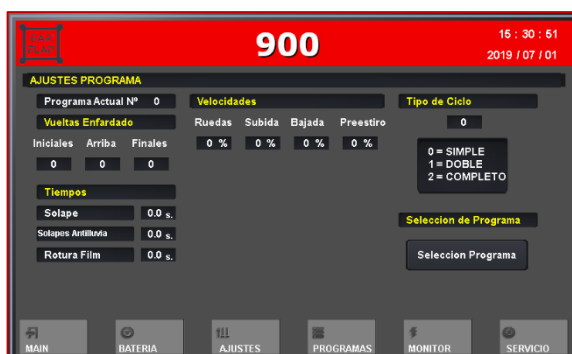 EAR
FLAP
900
15 : 30 : 51
2019 / 07 / 01
AJUSTES PROGRAMA
Programa Actual Nº 0
Vueltas Enfardado
Iniciales Arriba Finales
0 0 0
Tiempos
Solape 0.0 s.
Solapes Antilluvia 0.0 s.
Rotura Film 0.0 s.
Velocidades
Ruedas Subida Bajada Preestiro
0 % 0 % 0 % 0 %
Tipo de Ciclo
0
0 = SIMPLE
1 = DOBLE
2 = COMPLETO
Seleccion de Programa
Seleccion Programa
MAIN BATERIA AJUSTES PROGRAMAS MONITOR SERVICIO